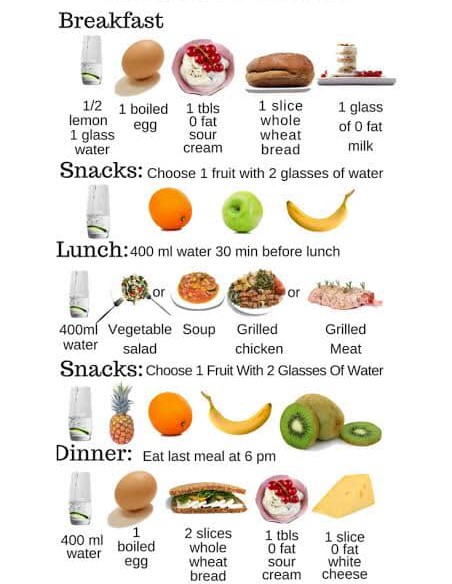 Breakfast
1/2 lemon 1 glass water
1 boiled egg
1 tbls 0 fat sour cream
1 slice whole wheat bread
1 glass of 0 fat milk
Snacks: Choose 1 fruit with 2 glasses of water
Lunch: 400 ml water 30 min before lunch
or
or
400ml water
Vegetable salad
Soup
Grilled chicken
Grilled Meat
Snacks: Choose 1 Fruit With 2 Glasses Of Water
Dinner: Eat last meal at 6 pm
400 ml water
1 boiled egg
2 slices whole wheat bread
1 tbls 0 fat sour cream
1 slice 0 fat white cheese